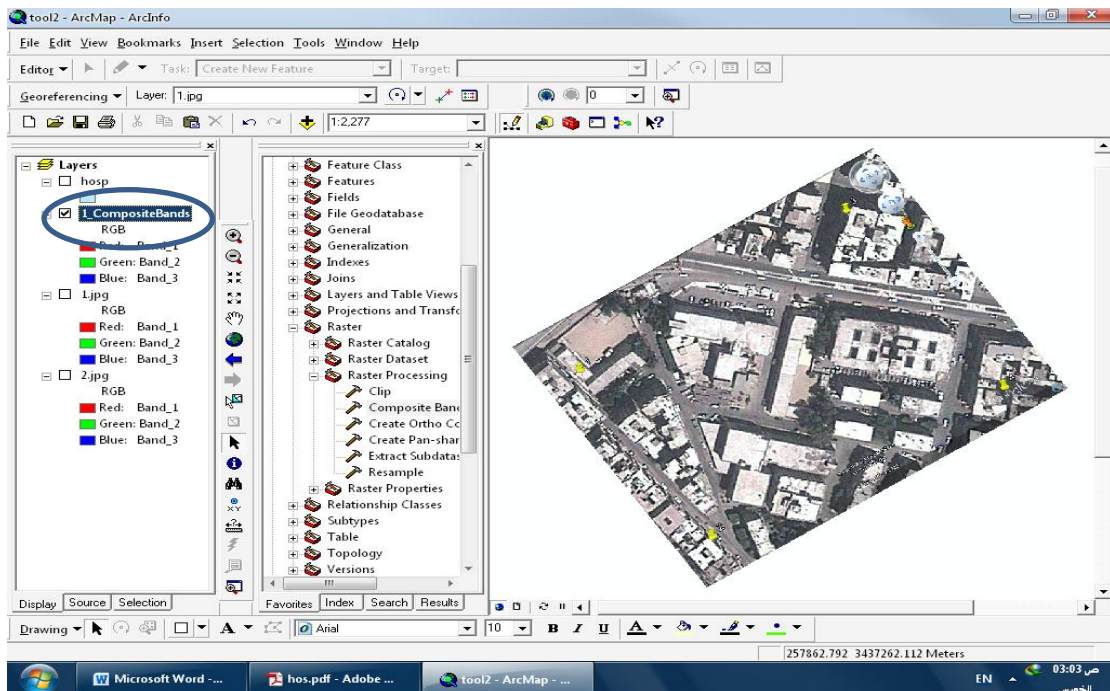 tool2 - ArcMap - ArcInfo
File Edit View Bookmarks Insert Selection Tools Window Help
Editor Task: Create New Feature Target:
Georeferencing Layer: 1.jpg 0
1:2,277
Layers
hosp
1_CompositeBands
RGB
Red: Band_1
Green: Band_2
Blue: Band_3
1.jpg
RGB
Red: Band_1
Green: Band_2
Blue: Band_3
2.jpg
RGB
Red: Band_1
Green: Band_2
Blue: Band_3
Display Source Selection
Feature Class
Features
Fields
File Geodatabase
General
Generalization
Indexes
Joins
Layers and Table Views
Projections and Transfo
Raster
Raster Catalog
Raster Dataset
Raster Processing
Clip
Composite Banc
Create Ortho Cc
Create Pan-shar
Extract Subdatas
Resample
Raster Properties
Relationship Classes
Subtypes
Table
Topology
Versions
Favorites Index Search Results
Drawing A Arial 10 B I U A
257862.792 3437262.112 Meters
Microsoft Word -... hos.pdf - Adobe ... tool2 - ArcMap - ... EN 03:03 ص
الخميس